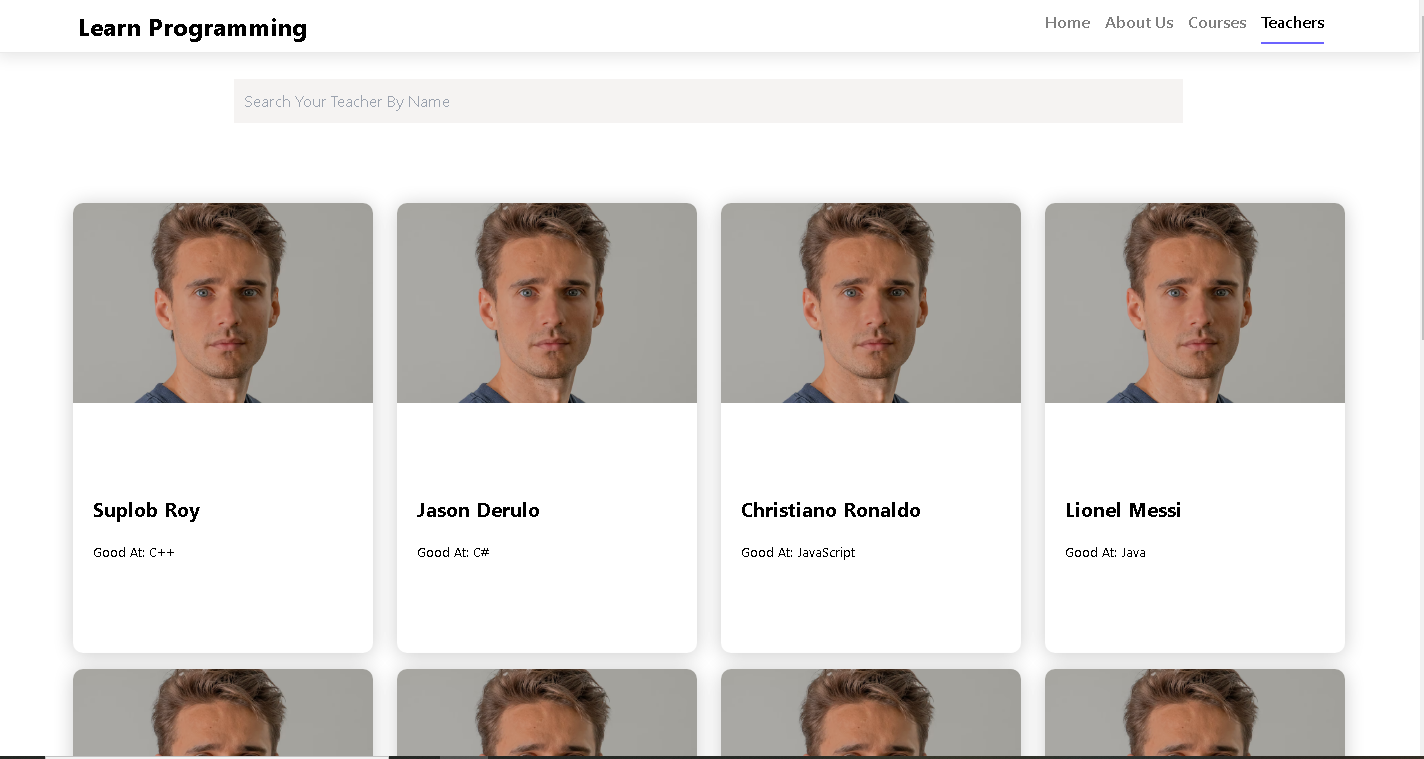 Learn Programming
Home About Us Courses Teachers
Search Your Teacher By Name
Suplob Roy
Jason Derulo
Christiano Ronaldo
Lionel Messi
Good At: C++
Good At: C#
Good At: JavaScript
Good At: Java